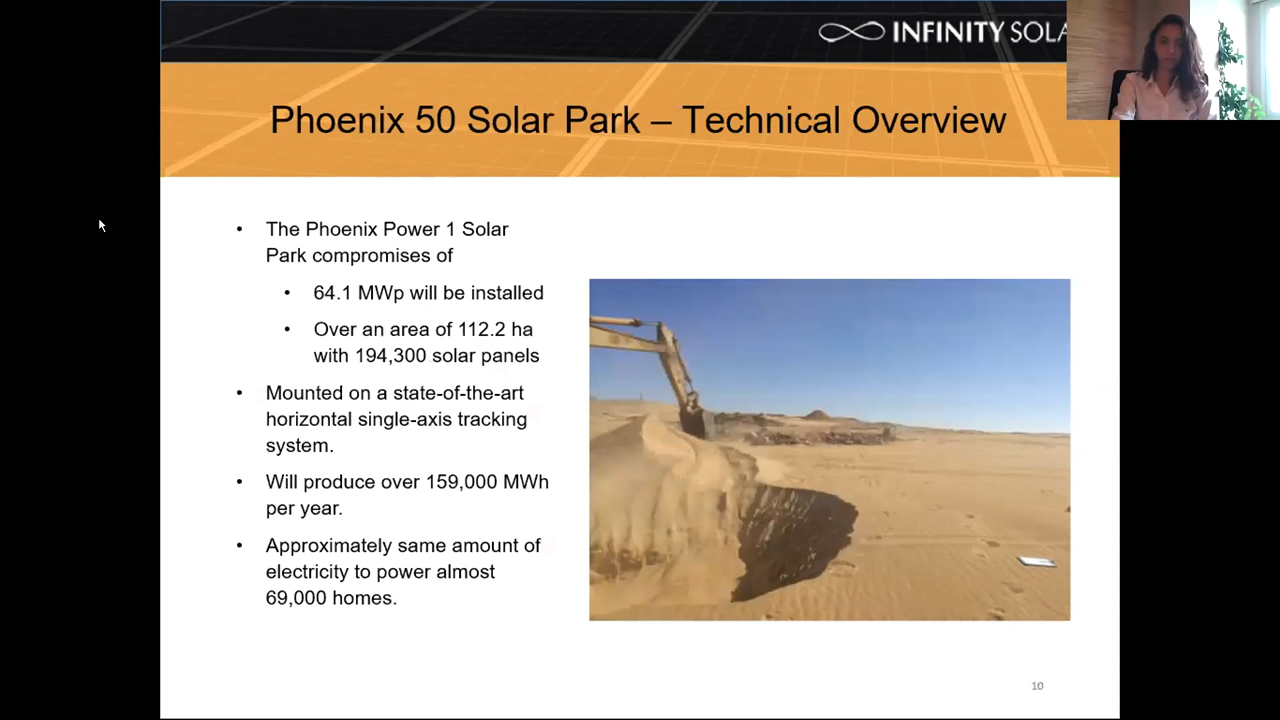 INFINITY SOLA
Phoenix 50 Solar Park – Technical Overview
• The Phoenix Power 1 Solar
Park compromises of
• 64.1 MWp will be installed
• Over an area of 112.2 ha
with 194,300 solar panels
• Mounted on a state-of-the-art
horizontal single-axis tracking
system.
• Will produce over 159,000 MWh
per year.
• Approximately same amount of
electricity to power almost
69,000 homes.
10